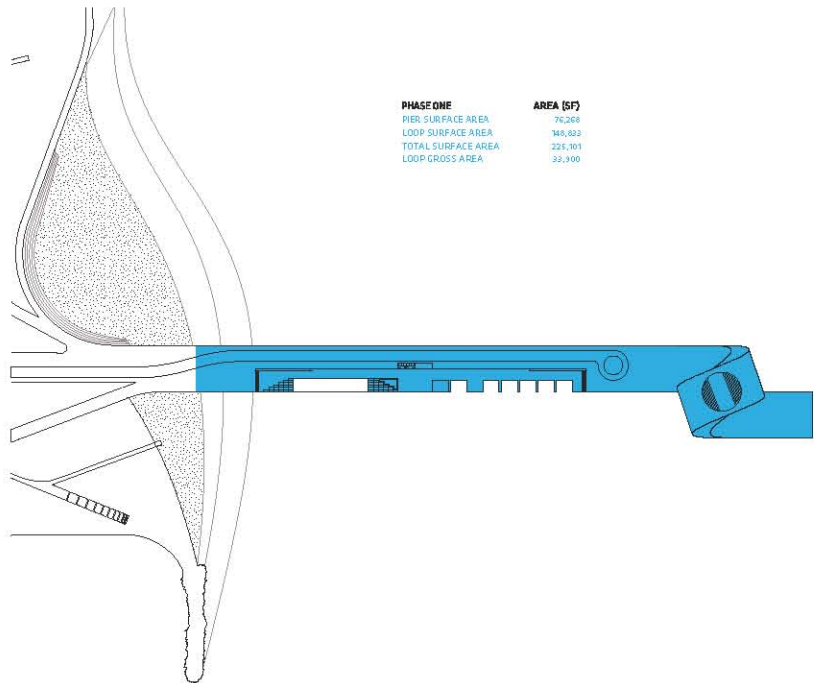 PHASE ONE AREA (SF)
PIER SURFACE AREA 76,268
LOOP SURFACE AREA 148,833
TOTAL SURFACE AREA 225,101
LOOP GROSS AREA 33,900